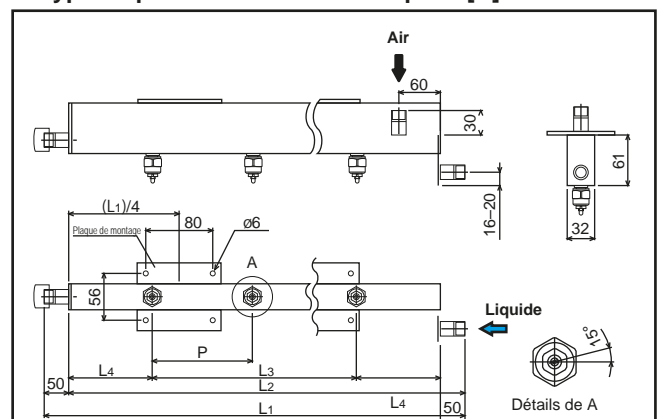 Air
60
30
61
16–20
32
(L1)/4
80
ø6
Plaque de montage
A
56
Liquide
15°
P
L4
L3
50
L2
L4
50
L1
Détails de A